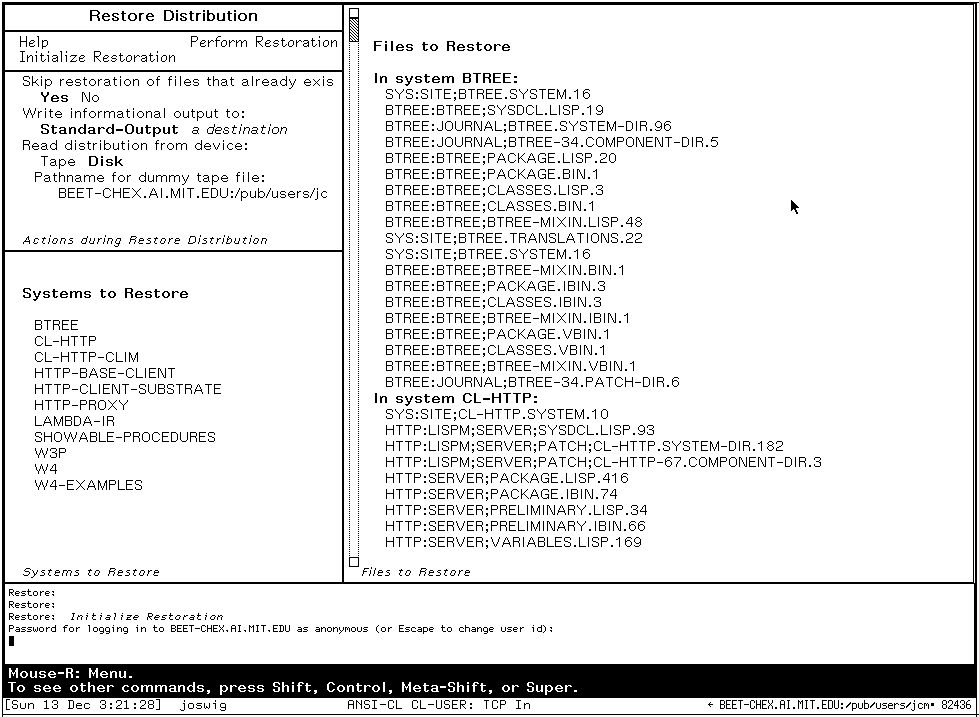 Restore Distribution
Help Perform Restoration
Initialize Restoration
Skip restoration of files that already exis
Yes No
Write informational output to:
Standard-Output a destination
Read distribution from device:
Tape Disk
Pathname for dummy tape file:
BEET-CHEX.AI.MIT.EDU:/pub/users/jc
Actions during Restore Distribution
Systems to Restore
BTREE
CL-HTTP
CL-HTTP-CLIM
HTTP-BASE-CLIENT
HTTP-CLIENT-SUBSTRATE
HTTP-PROXY
LAMBDA-IR
SHOWABLE-PROCEDURES
W3P
W4
W4-EXAMPLES
Systems to Restore
Files to Restore
In system BTREE:
SYS:SITE;BTREE.SYSTEM.16
BTREE:BTREE;SYSDCL.LISP.19
BTREE:JOURNAL;BTREE.SYSTEM-DIR.96
BTREE:JOURNAL;BTREE-34.COMPONENT-DIR.5
BTREE:BTREE;PACKAGE.LISP.20
BTREE:BTREE;PACKAGE.BIN.1
BTREE:BTREE;CLASSES.LISP.3
BTREE:BTREE;CLASSES.BIN.1
BTREE:BTREE;BTREE-MIXIN.LISP.48
SYS:SITE;BTREE.TRANSLATIONS.22
SYS:SITE;BTREE.SYSTEM.16
BTREE:BTREE;BTREE-MIXIN.BIN.1
BTREE:BTREE;PACKAGE.IBIN.3
BTREE:BTREE;CLASSES.IBIN.3
BTREE:BTREE;BTREE-MIXIN.IBIN.1
BTREE:BTREE;PACKAGE.VBIN.1
BTREE:BTREE;CLASSES.VBIN.1
BTREE:BTREE;BTREE-MIXIN.VBIN.1
BTREE:JOURNAL;BTREE-34.PATCH-DIR.6
In system CL-HTTP:
SYS:SITE;CL-HTTP.SYSTEM.10
HTTP:LISPM;SERVER;SYSDCL.LISP.93
HTTP:LISPM;SERVER;PATCH;CL-HTTP.SYSTEM-DIR.182
HTTP:LISPM;SERVER;PATCH;CL-HTTP-67.COMPONENT-DIR.3
HTTP:SERVER;PACKAGE.LISP.416
HTTP:SERVER;PACKAGE.IBIN.74
HTTP:SERVER;PRELIMINARY.LISP.34
HTTP:SERVER;PRELIMINARY.IBIN.66
HTTP:SERVER;VARIABLES.LISP.169
Files to Restore
Restore:
Restore:
Restore: Initialize Restoration
Password for logging in to BEET-CHEX.AI.MIT.EDU as anonymous (or Escape to change user id):
Mouse-R: Menu.
To see other commands, press Shift, Control, Meta-Shift, or Super.
[Sun 13 Dec 3:21:28] joswig ANSI-CL CL-USER: TCP In ← BEET-CHEX.AI.MIT.EDU:/pub/users/jcm• 82436